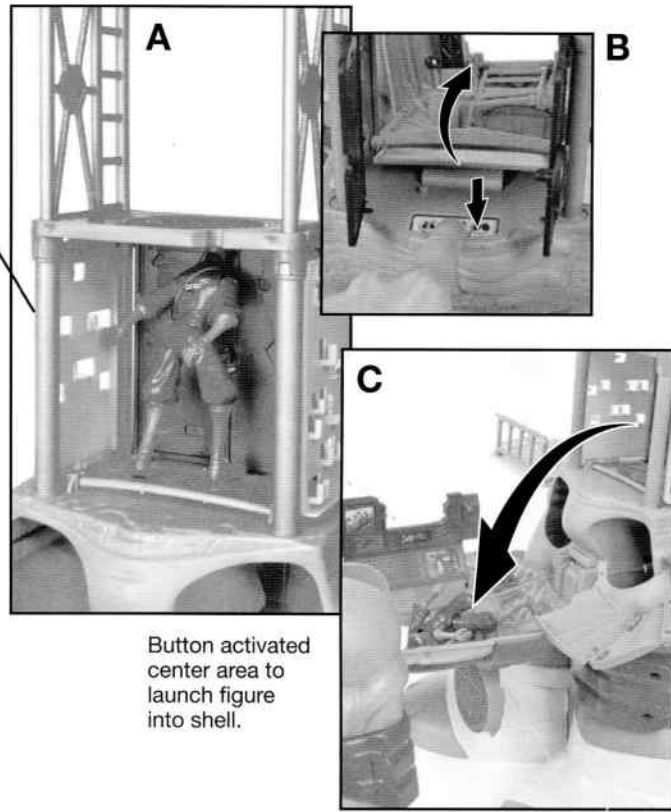 A
B
C
Button activated
center area to
launch figure
into shell.